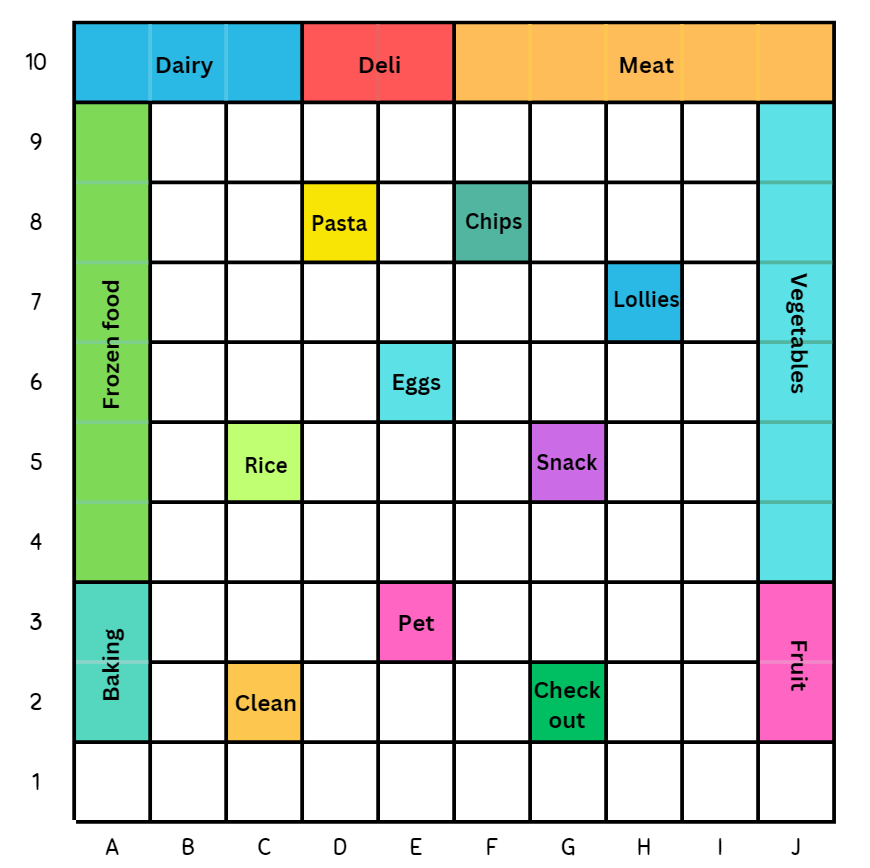 10 Dairy Deli Meat
9
8 Pasta Chips
7 Lollies
Frozen food
Vegetables
6 Eggs
5 Rice Snack
4
3 Pet
Baking
Fruit
2 Clean Check
out
1
A B C D E F G H I J